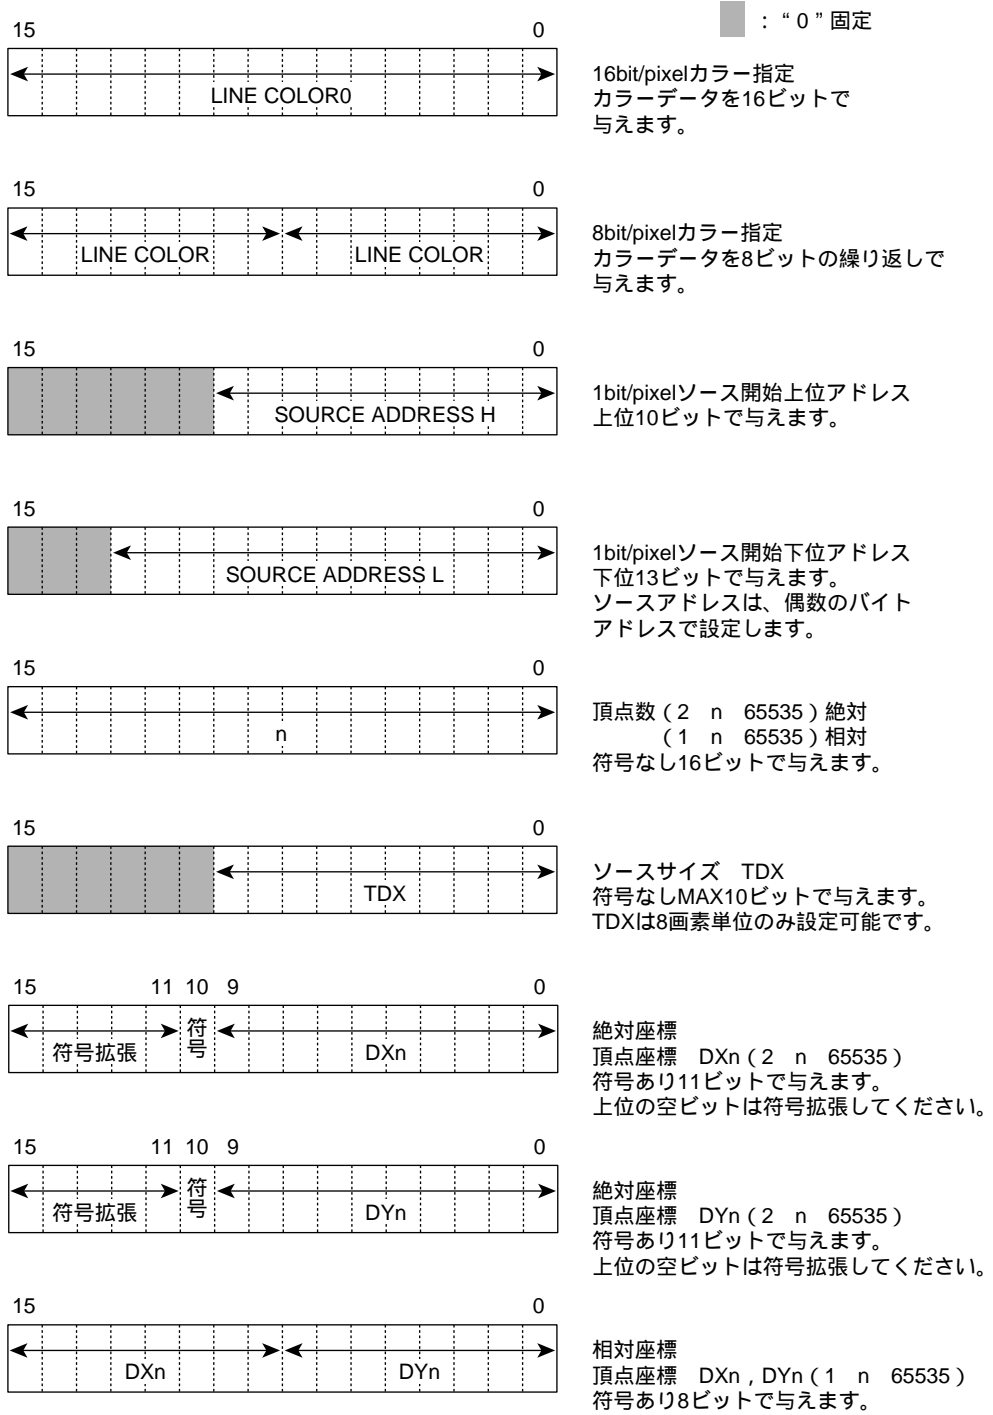 ： “ 0 ” 固定
15 0
LINE COLOR0
16bit/pixelカラー指定
カラーデータを16ビットで
与えます。
15 0
LINE COLOR LINE COLOR
8bit/pixelカラー指定
カラーデータを8ビットの繰り返しで
与えます。
15 0
SOURCE ADDRESS H
1bit/pixelソース開始上位アドレス
上位10ビットで与えます。
15 0
SOURCE ADDRESS L
1bit/pixelソース開始下位アドレス
下位13ビットで与えます。
ソースアドレスは、偶数のバイト
アドレスで設定します。
15 0
n
頂点数（2　n　65535）絶対
（1　n　65535）相対
符号なし16ビットで与えます。
15 0
TDX
ソースサイズ　TDX
符号なしMAX10ビットで与えます。
TDXは8画素単位のみ設定可能です。
15 11 10 9 0
符号拡張 符号 DXn
絶対座標
頂点座標　DXn（2　n　65535）
符号あり11ビットで与えます。
上位の空ビットは符号拡張してください。
15 11 10 9 0
符号拡張 符号 DYn
絶対座標
頂点座標　DYn（2　n　65535）
符号あり11ビットで与えます。
上位の空ビットは符号拡張してください。
15 0
DXn DYn
相対座標
頂点座標　DXn , DYn（1　n　65535）
符号あり8ビットで与えます。